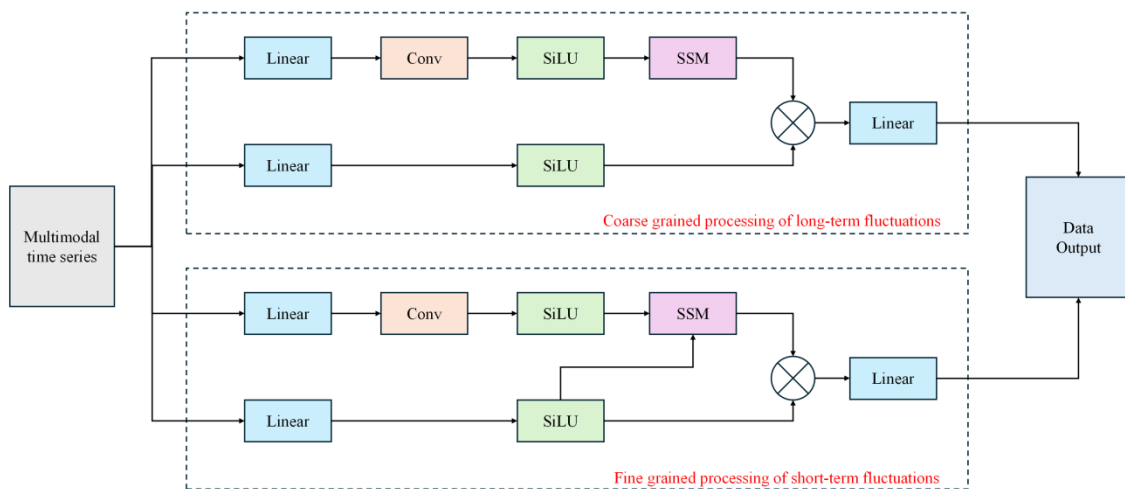 Linear
Conv
SiLU
SSM
Linear
Linear
SiLU
Coarse grained processing of long-term fluctuations
Multimodal
time series
Data
Output
Linear
Conv
SiLU
SSM
Linear
Linear
SiLU
Fine grained processing of short-term fluctuations